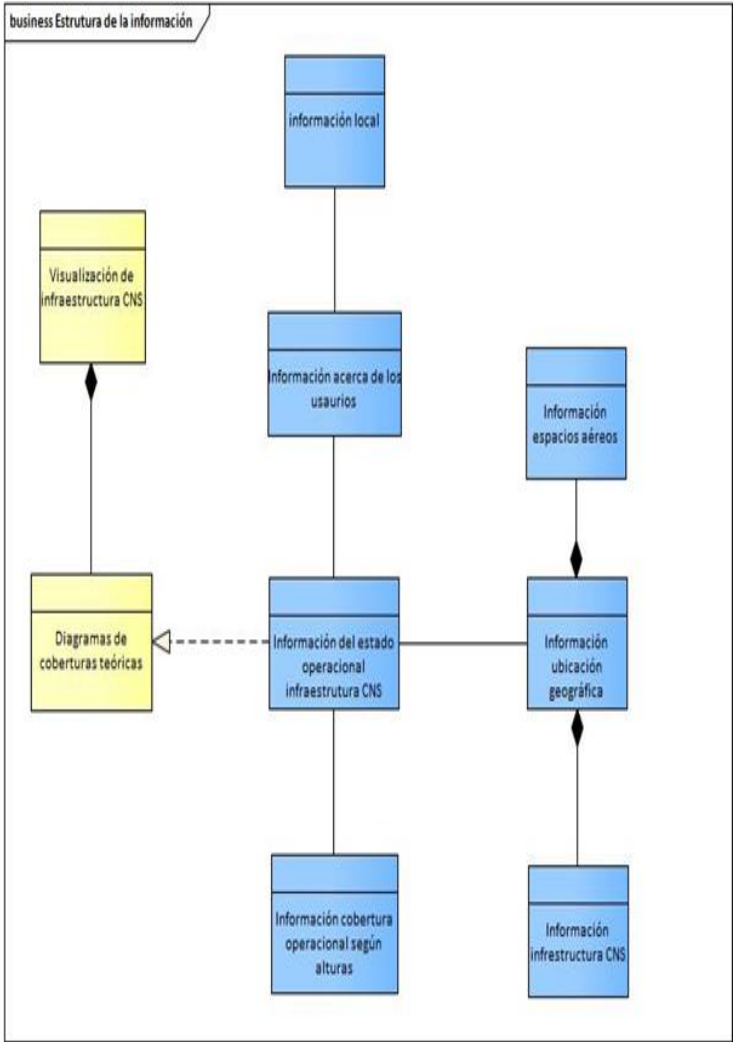 business Estrutura de la información
información local
Visualización de
infraestructura CNS
Información acerca de los
usaurios
Información
espacios aéreos
Diagramas de
coberturas teóricas
Información del estado
operacional
infraestrutura CNS
Información
ubicación
geográfica
Información cobertura
operacional según
alturas
Información
infrestructura CNS